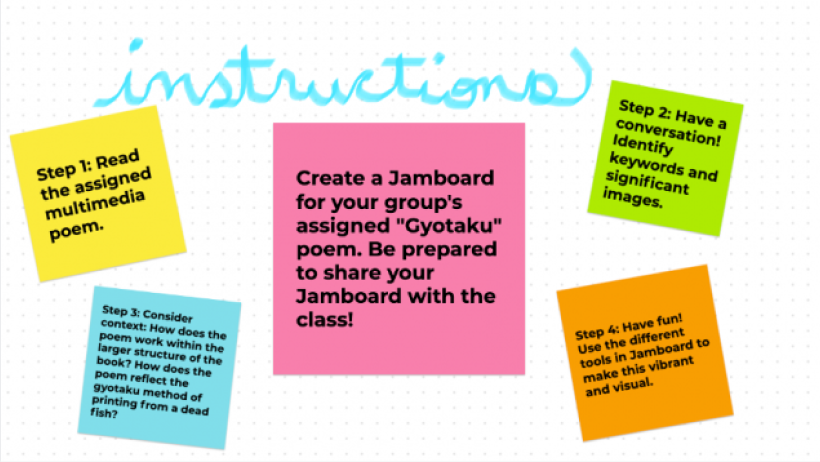 instructions
Step 1: Read
the assigned
multimedia
poem.
Create a Jamboard
for your group's
assigned "Gyotaku"
poem. Be prepared
to share your
Jamboard with the
class!
Step 2: Have a
conversation!
Identify
keywords and
significant
images.
Step 3: Consider
context: How does the
poem work within the
larger structure of the
book? How does the
poem reflect the
gyotaku method of
printing from a dead
fish?
Step 4: Have fun!
Use the different
tools in Jamboard to
make this vibrant
and visual.